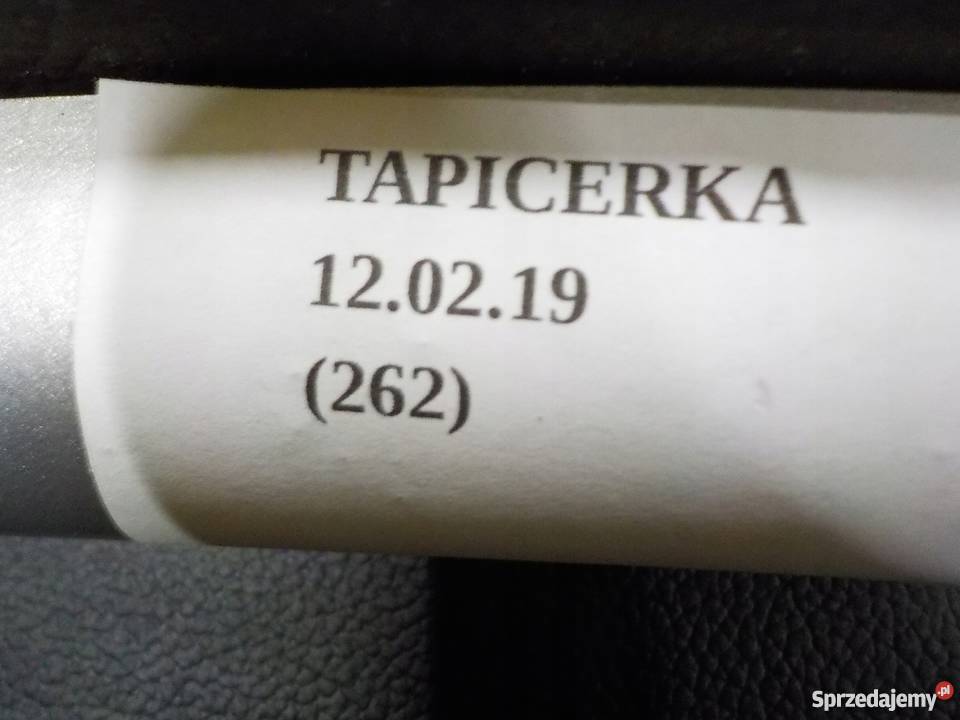 TAPICERKA
12.02.19
(262)
Sprzedajemy.pl